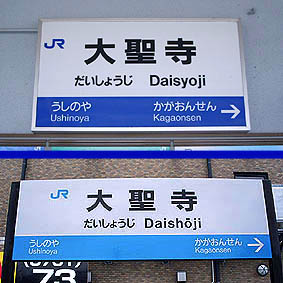 JR
大聖寺
だいしょうじ Daisyoji
うしのや かがおんせん
Ushinoya Kagaonsen →
JR
大聖寺
だいしょうじ Daishōji
うしのや かがおんせん
Ushinoya Kagaonsen →
73